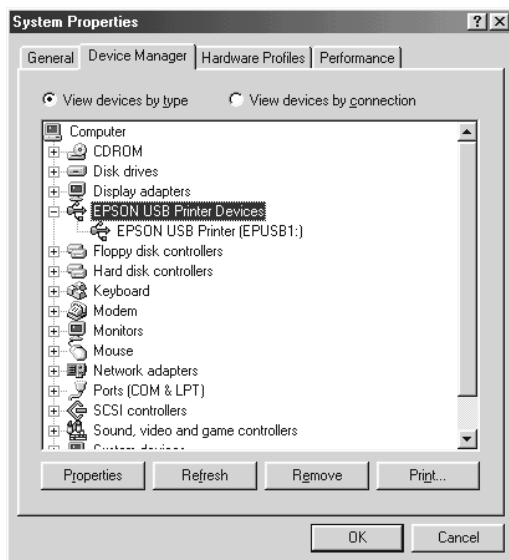 System Properties
? ×
General Device Manager Hardware Profiles Performance
View devices by type View devices by connection
Computer
CDROM
Disk drives
Display adapters
EPSON USB Printer Devices
EPSON USB Printer (EPUSB1:)
Floppy disk controllers
Hard disk controllers
Keyboard
Modem
Monitors
Mouse
Network adapters
Ports (COM & LPT)
SCSI controllers
Sound, video and game controllers
System devices
Properties Refresh Remove Print...
OK Cancel